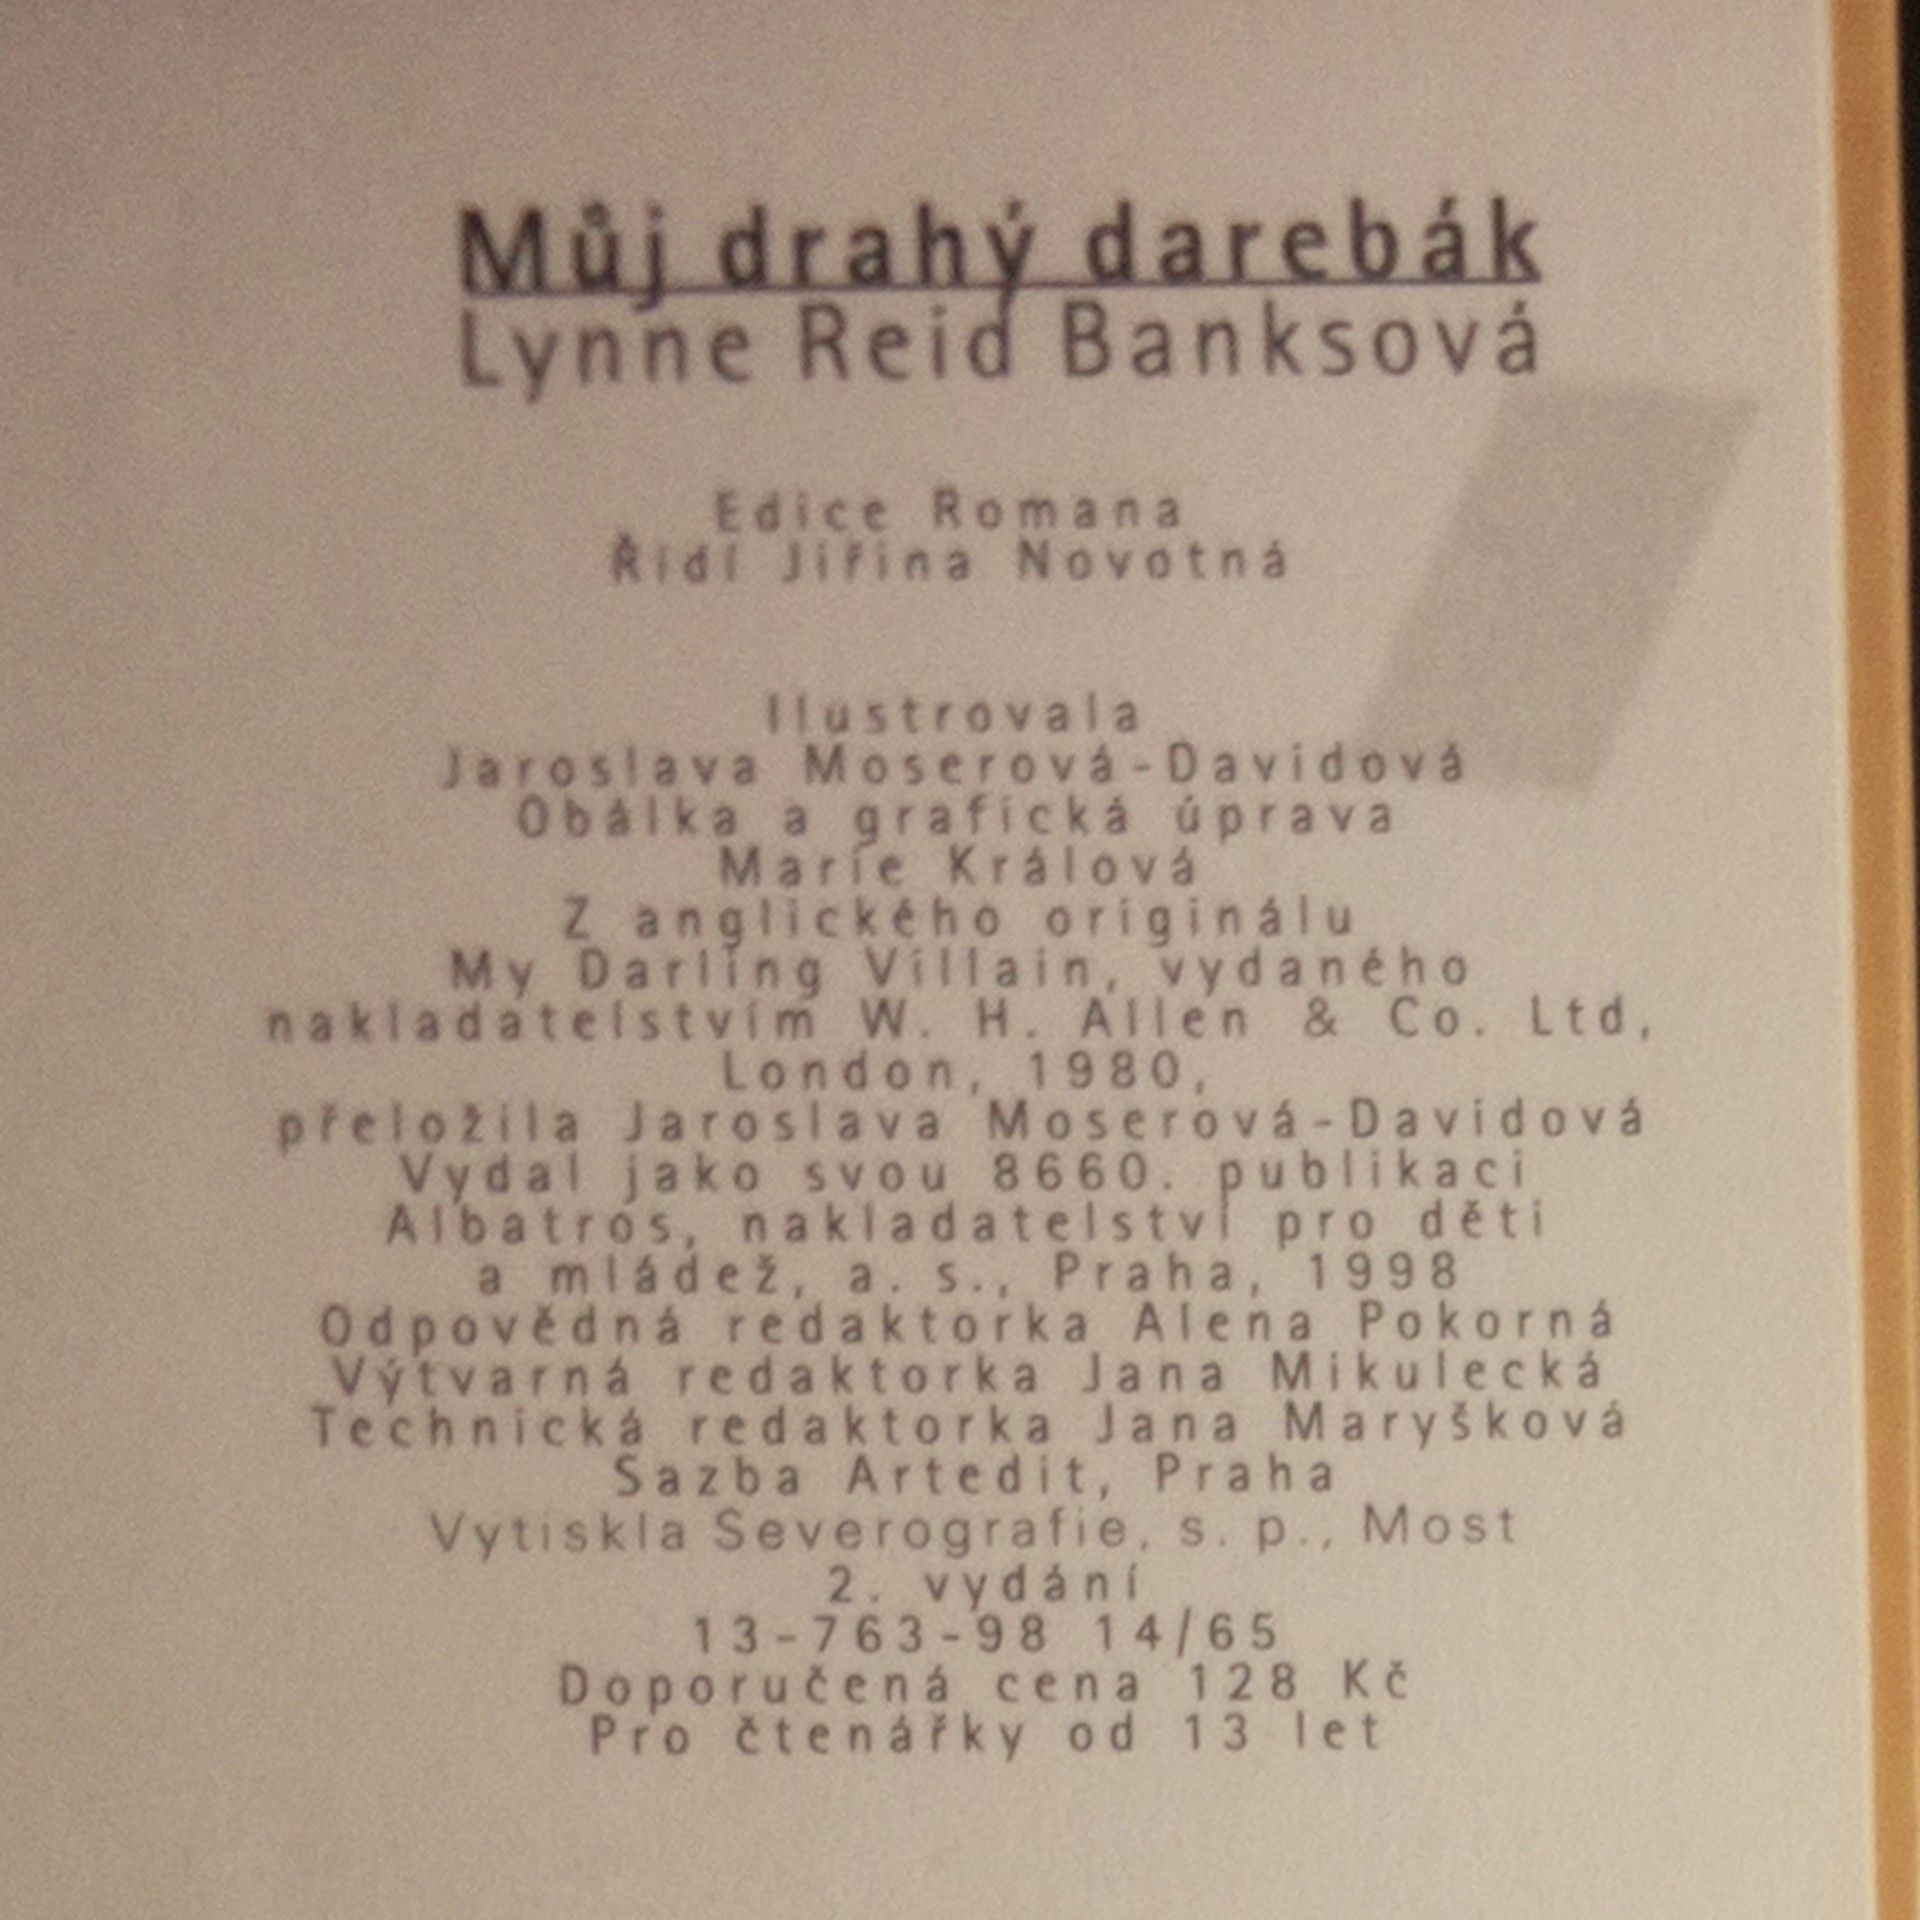 Můj drahý darebák
Lynne Reid Banksová
Edice Romana
Řídí Jiřina Novotná
Ilustrovala
Jaroslava Moserová-Davidová
Obálka a grafická úprava
Marie Králová
Z anglického originálu
My Darling Villain, vydaného
nakladatelstvím W. H. Allen & Co. Ltd,
London, 1980,
přeložila Jaroslava Moserová-Davidová
Vydal jako svou 8660. publikaci
Albatros, nakladatelství pro děti
a mládež, a. s., Praha, 1998
Odpovědná redaktorka Alena Pokorná
Výtvarná redaktorka Jana Mikulecká
Technická redaktorka Jana Maryšková
Sazba Artedit, Praha
Vytiskla Severografie, s. p., Most
2. vydání
13-763-98 14/65
Doporučená cena 128 Kč
Pro čtenářky od 13 let